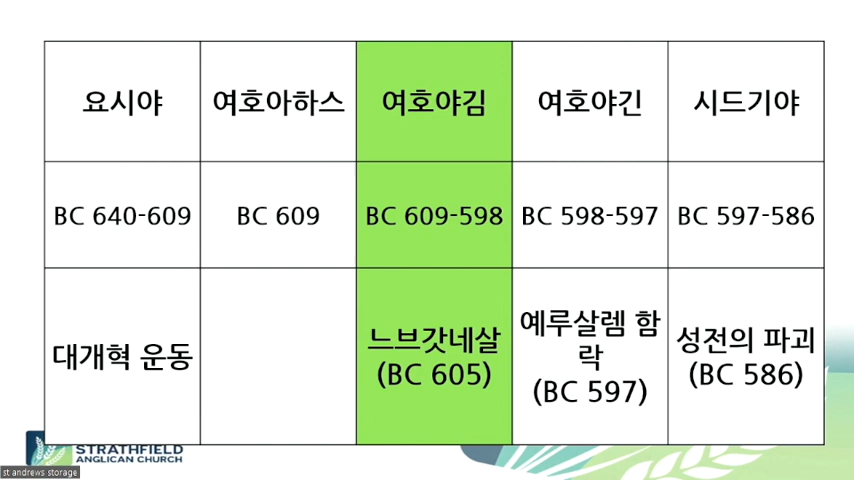 요시야
여호아하스
여호야김
여호야긴
시드기야
BC 640-609
BC 609
BC 609-598
BC 598-597
BC 597-586
대개혁 운동
느브갓네살
(BC 605)
예루살렘 함
락
(BC 597)
성전의 파괴
(BC 586)
STRATHFIELD
ANGLICAN CHURCH
st andrews storage